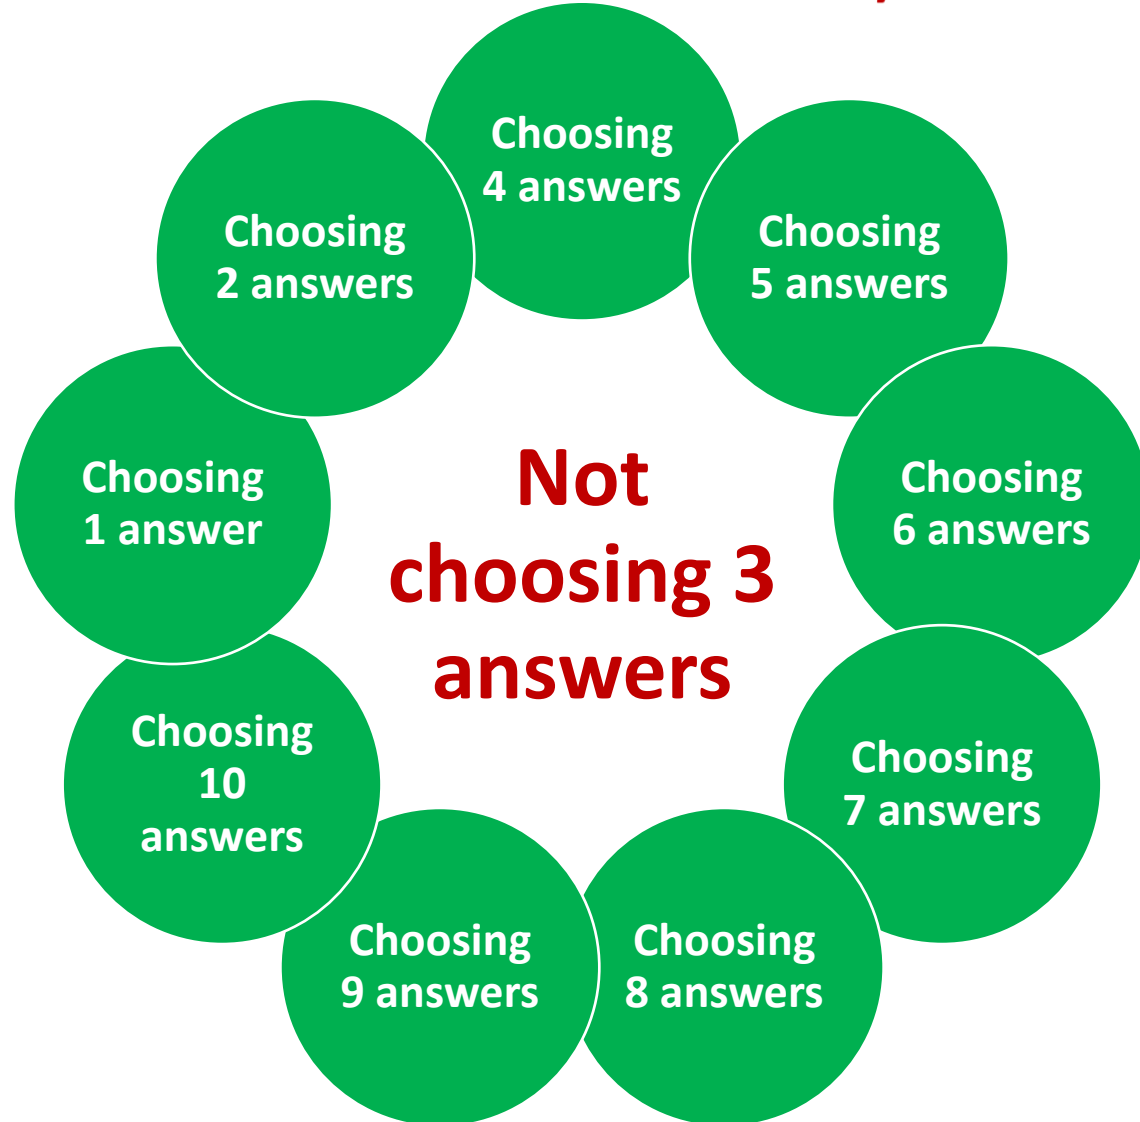 Choosing
4 answers
Choosing
5 answers
Choosing
6 answers
Choosing
7 answers
Choosing
8 answers
Choosing
9 answers
Choosing
10
answers
Choosing
1 answer
Choosing
2 answers
Not
choosing 3
answers